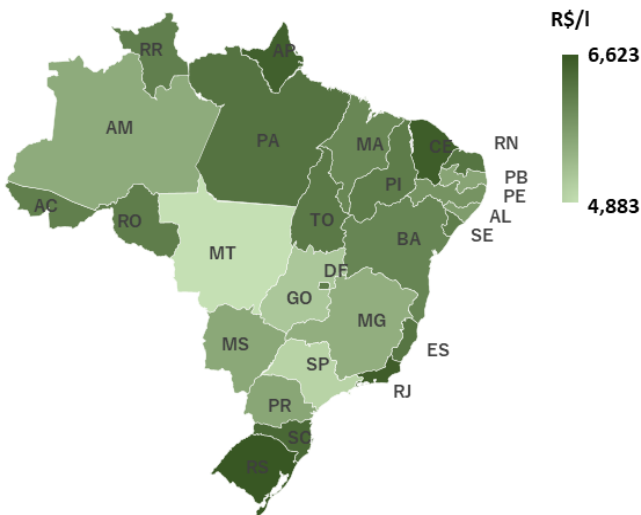 R$/l
6,623
4,883
RR
AP
AM
PA
MA
CE
RN
PB
PI
PE
AC
RO
TO
AL
SE
BA
MT
DF
GO
MG
MS
SP
ES
RJ
PR
SC
RS